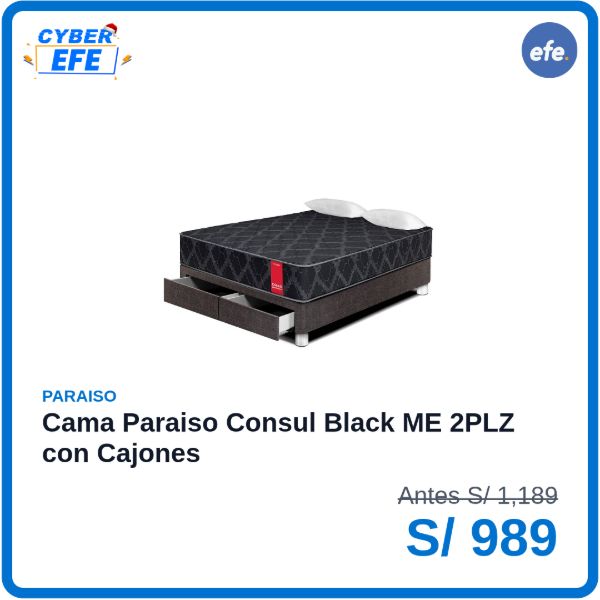 CYBER
EFE
efe.
PARAISO
Cama Paraiso Consul Black ME 2PLZ
con Cajones
Antes S/ 1,189
S/ 989